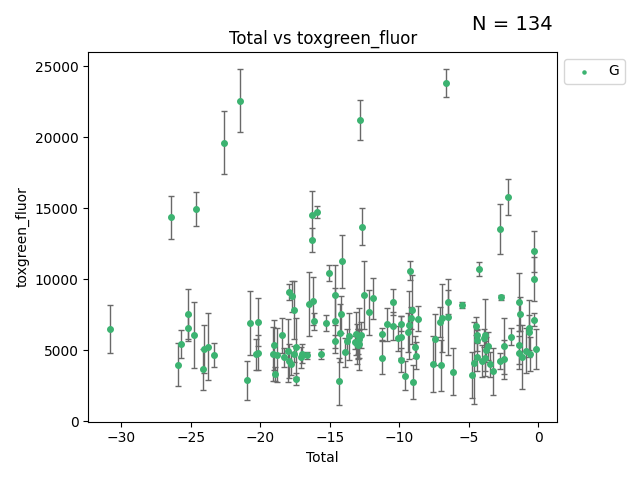 N = 134
Total vs toxgreen_fluor
G
25000
20000
15000
10000
5000
0
toxgreen_fluor
−30 −25 −20 −15 −10 −5 0
Total